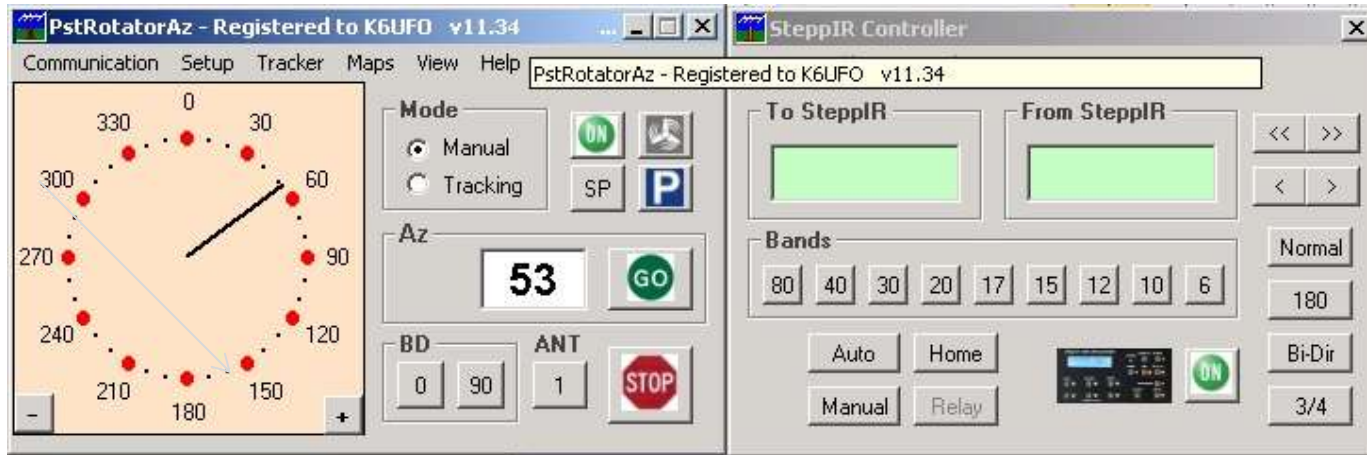 PstRotatorAz - Registered to K6UFO v11.34 ...
Communication Setup Tracker Maps View Help
PstRotatorAz - Registered to K6UFO v11.34
0
330
30
300
60
270
90
240
120
210
150
180
-
+
Mode
Manual
Tracking
ON
SP
P
Az
53
GO
BD
0 90
ANT
1
STOP
SteppIR Controller
To SteppIR
From SteppIR
<< >>
< >
Bands
80 40 30 20 17 15 12 10 6
Normal
180
Bi-Dir
3/4
Auto Home
Manual Relay
ON